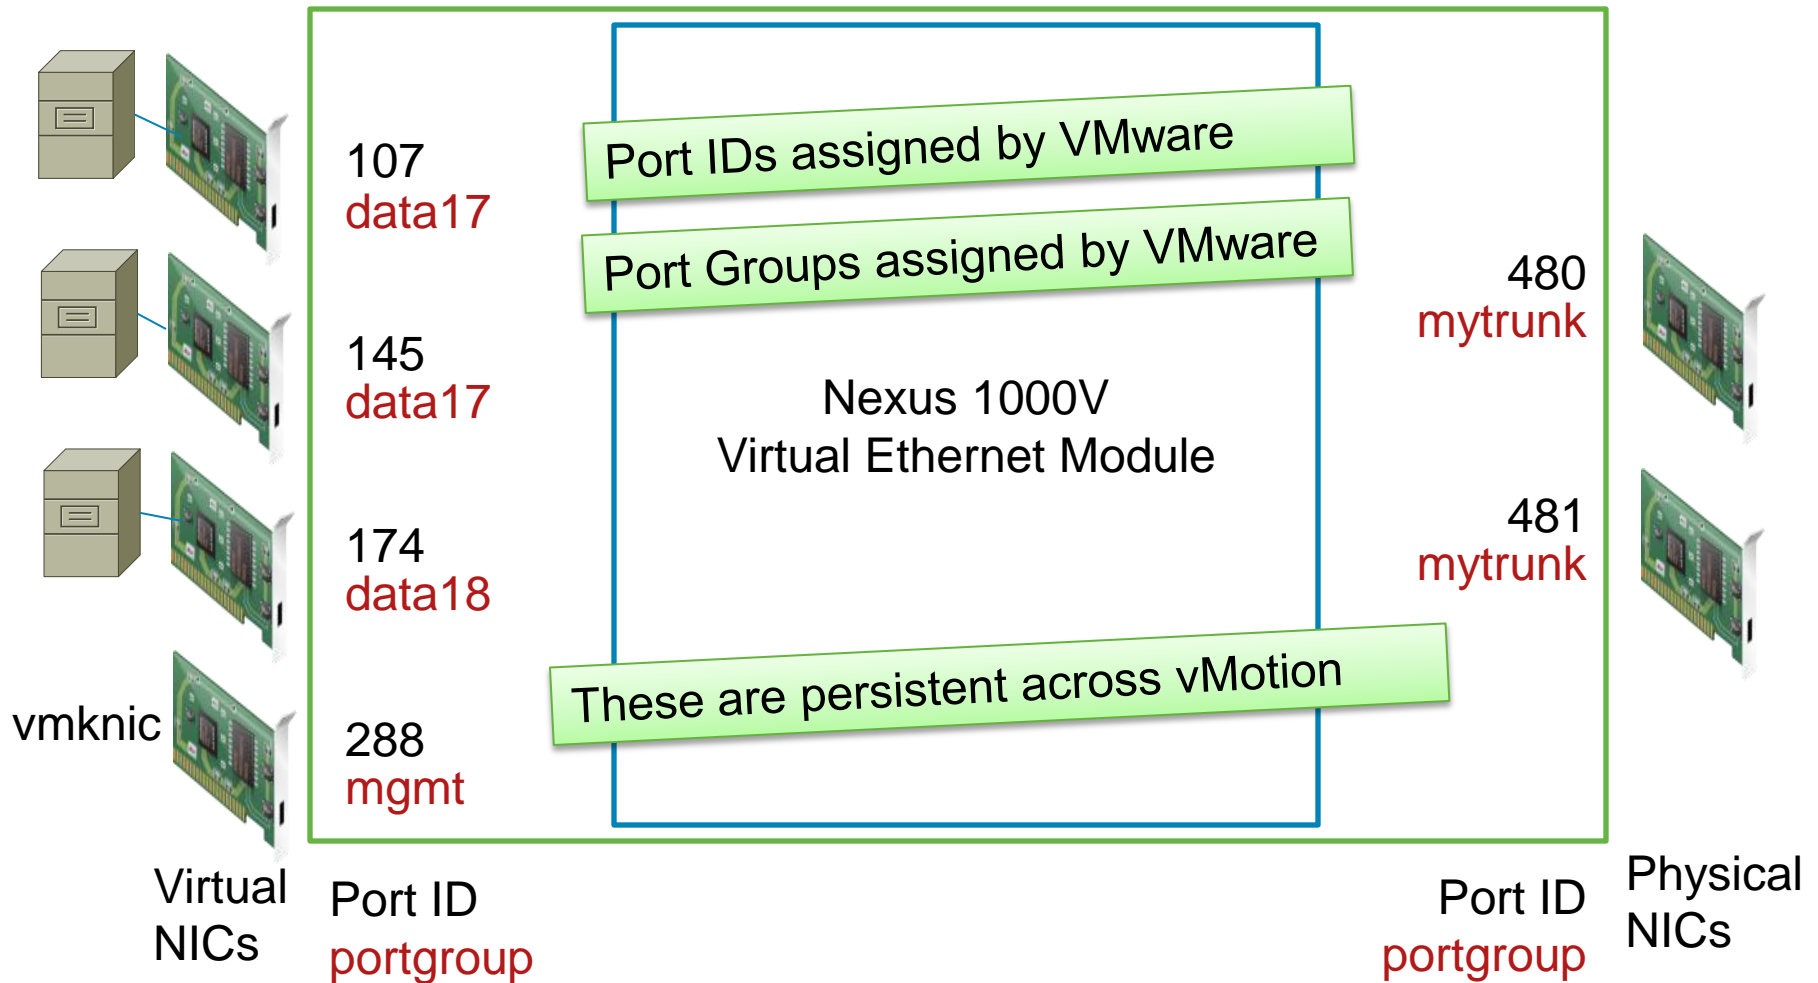 107
data17
145
data17
174
data18
vmknic
288
mgmt
Port IDs assigned by VMware
Port Groups assigned by VMware
Nexus 1000V
Virtual Ethernet Module
These are persistent across vMotion
480
mytrunk
481
mytrunk
Virtual
NICs
Port ID
portgroup
Port ID
portgroup
Physical
NICs